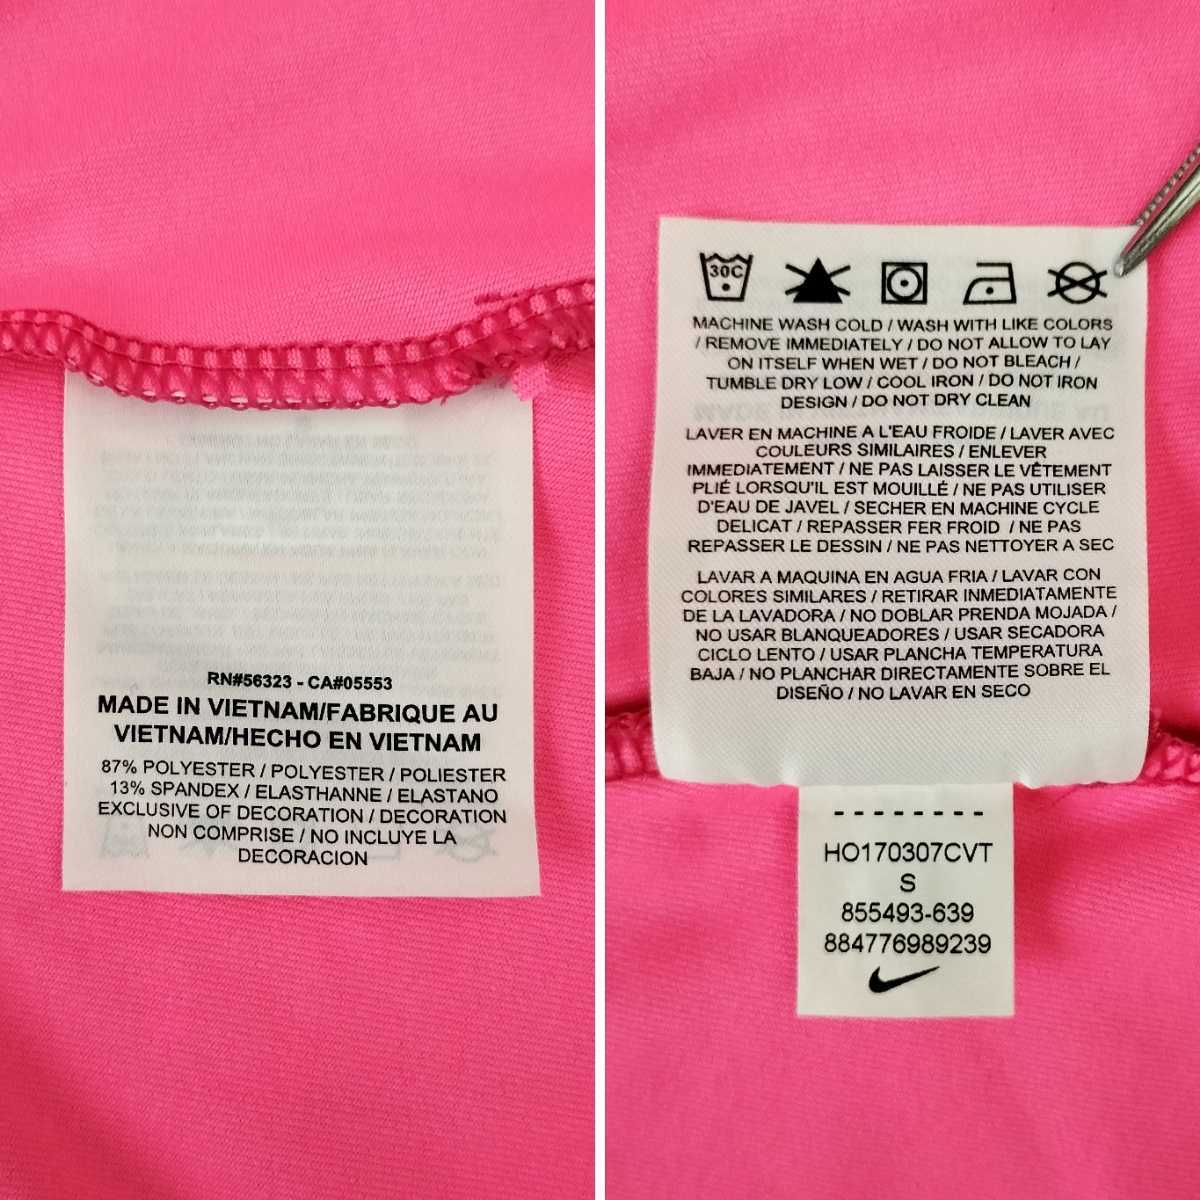 RN#56323 - CA#05553
MADE IN VIETNAM/FABRIQUE AU
VIETNAM/HECHO EN VIETNAM
87% POLYESTER / POLYESTER / POLIESTER
13% SPANDEX / ELASTHANNE / ELASTANO
EXCLUSIVE OF DECORATION / DECORATION
NON COMPRISE / NO INCLUYE LA
DECORACION
30C
MACHINE WASH COLD / WASH WITH LIKE COLORS
/ REMOVE IMMEDIATELY / DO NOT ALLOW TO LAY
ON ITSELF WHEN WET / DO NOT BLEACH /
TUMBLE DRY LOW / COOL IRON / DO NOT IRON
DESIGN / DO NOT DRY CLEAN
LAVER EN MACHINE A L'EAU FROIDE / LAVER AVEC
COULEURS SIMILAIRES / ENLEVER
IMMEDIATEMENT / NE PAS LAISSER LE VÊTEMENT
PLIÉ LORSQU'IL EST MOUILLÉ / NE PAS UTILISER
D'EAU DE JAVEL / SECHER EN MACHINE CYCLE
DELICAT / REPASSER FER FROID / NE PAS
REPASSER LE DESSIN / NE PAS NETTOYER A SEC
LAVAR A MAQUINA EN AGUA FRIA / LAVAR CON
COLORES SIMILARES / RETIRAR INMEDIATAMENTE
DE LA LAVADORA / NO DOBLAR PRENDA MOJADA /
NO USAR BLANQUEADORES / USAR SECADORA
CICLO LENTO / USAR PLANCHA TEMPERATURA
BAJA / NO PLANCHAR DIRECTAMENTE SOBRE EL
DISEÑO / NO LAVAR EN SECO
--------
HO170307CVT
S
855493-639
884776989239